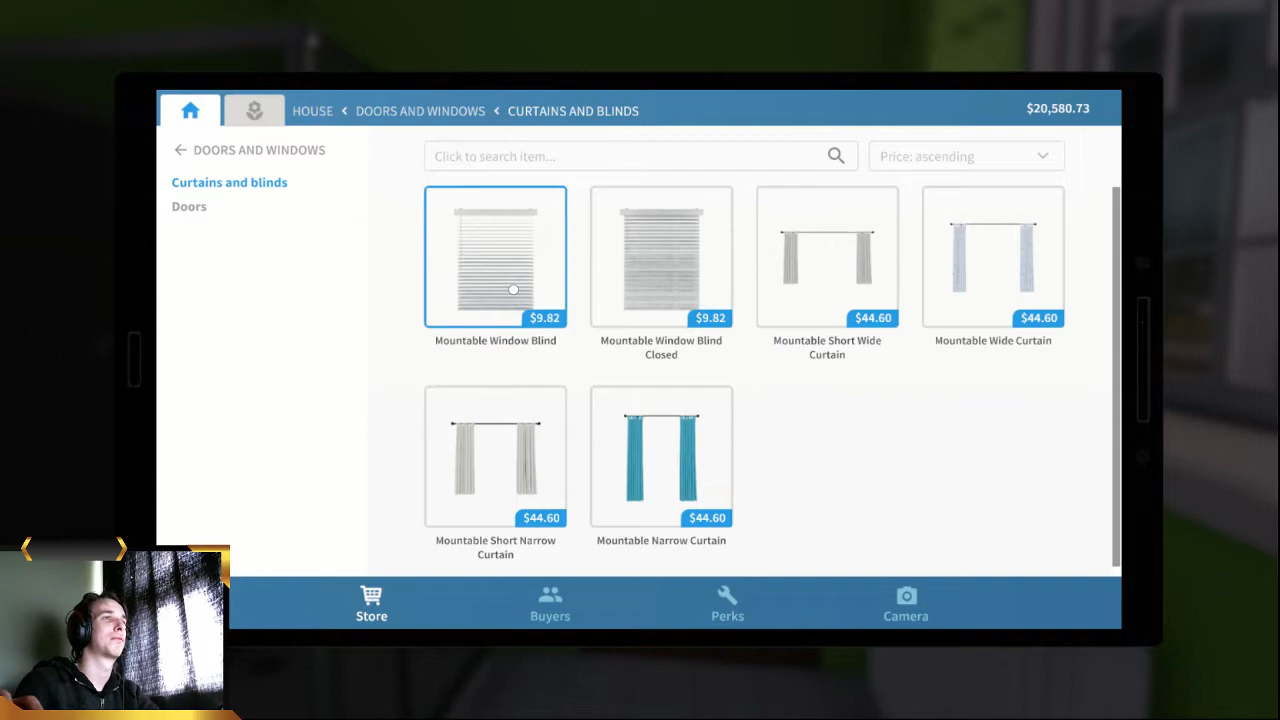 HOUSE < DOORS AND WINDOWS < CURTAINS AND BLINDS
$20,580.73
DOORS AND WINDOWS
Curtains and blinds
Doors
Click to search item...
Price: ascending
$9.82
$9.82
$44.60
$44.60
Mountable Window Blind
Mountable Window Blind
Closed
Mountable Short Wide
Curtain
Mountable Wide Curtain
$44.60
$44.60
Mountable Short Narrow
Curtain
Mountable Narrow Curtain
Store
Buyers
Perks
Camera